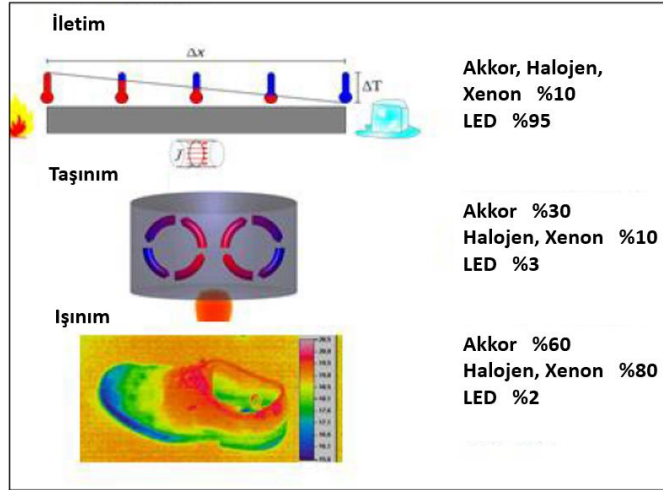 İletim
Δx
ΔT
J
Akkor, Halojen,
Xenon %10
LED %95
Taşınım
Akkor %30
Halojen, Xenon %10
LED %3
Işınım
Akkor %60
Halojen, Xenon %80
LED %2